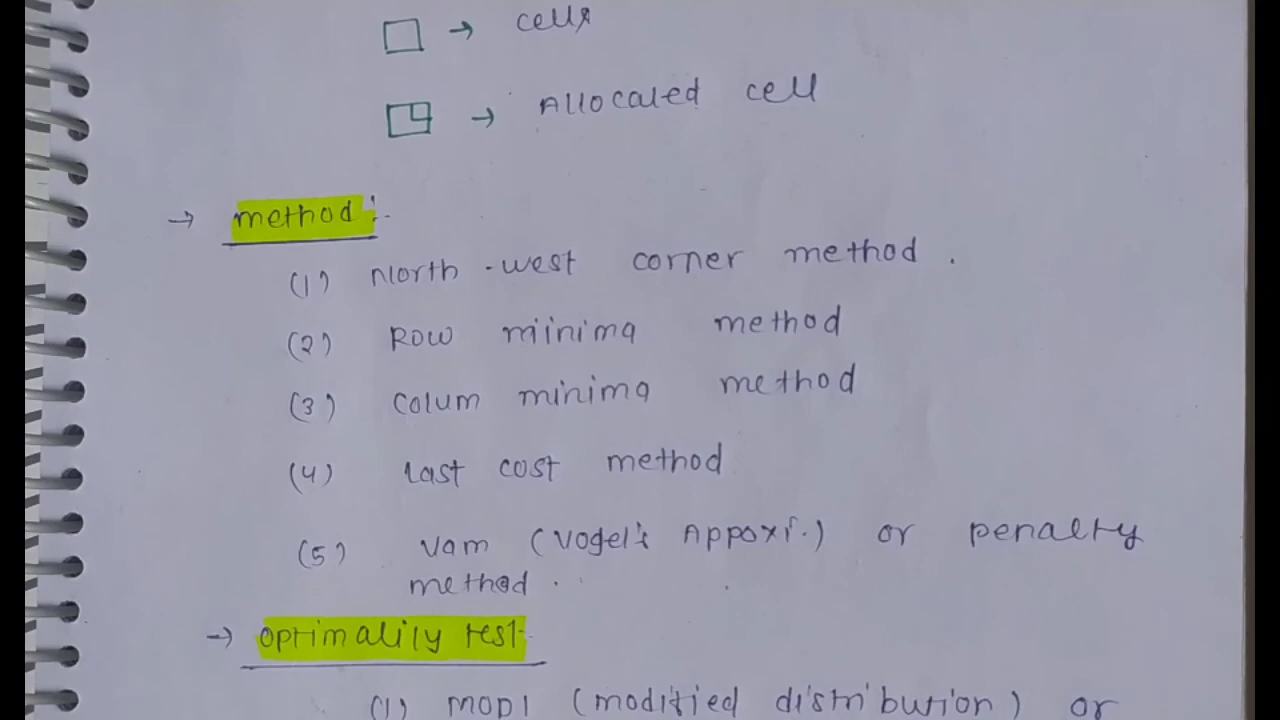 → cells
→ Allocated cell
→ method :-
(1) North-west corner method.
(2) Row minima method
(3) Colum minima method
(4) Last cost method
(5) Vam (Vogel's Appoxi.) or penalty
method.
→ Optimality test-
(1) MODI (modified distribution) or